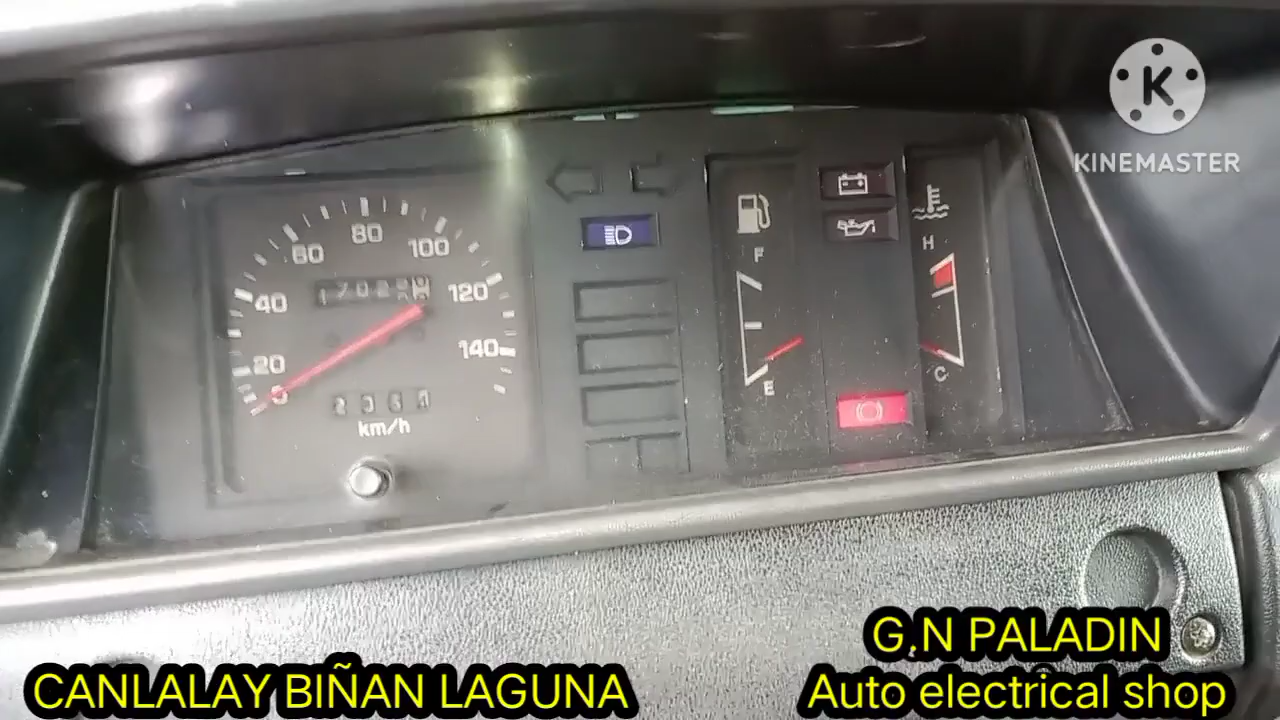 K
KINEMASTER
80
60
100
40
120
20
140
0
km/h
F
E
H
C
G.N PALADIN
CANLALAY BIÑAN LAGUNA
Auto electrical shop